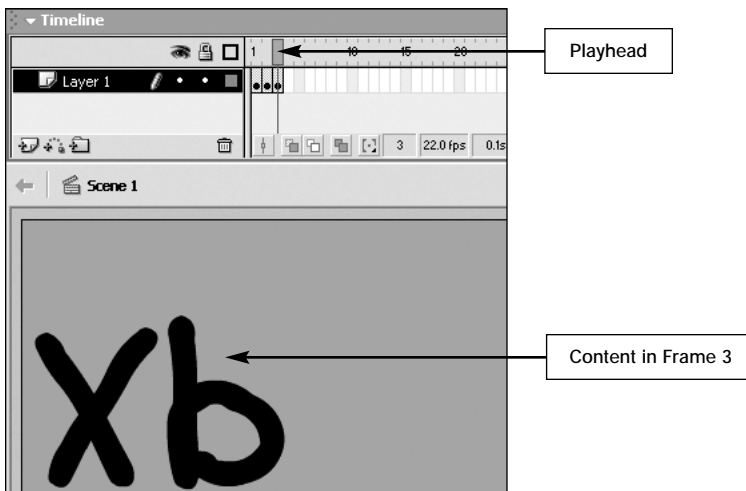 Timeline
1 10 15 20
Playhead
Layer 1
3 22.0 fps 0.1s
Scene 1
Content in Frame 3
Xb